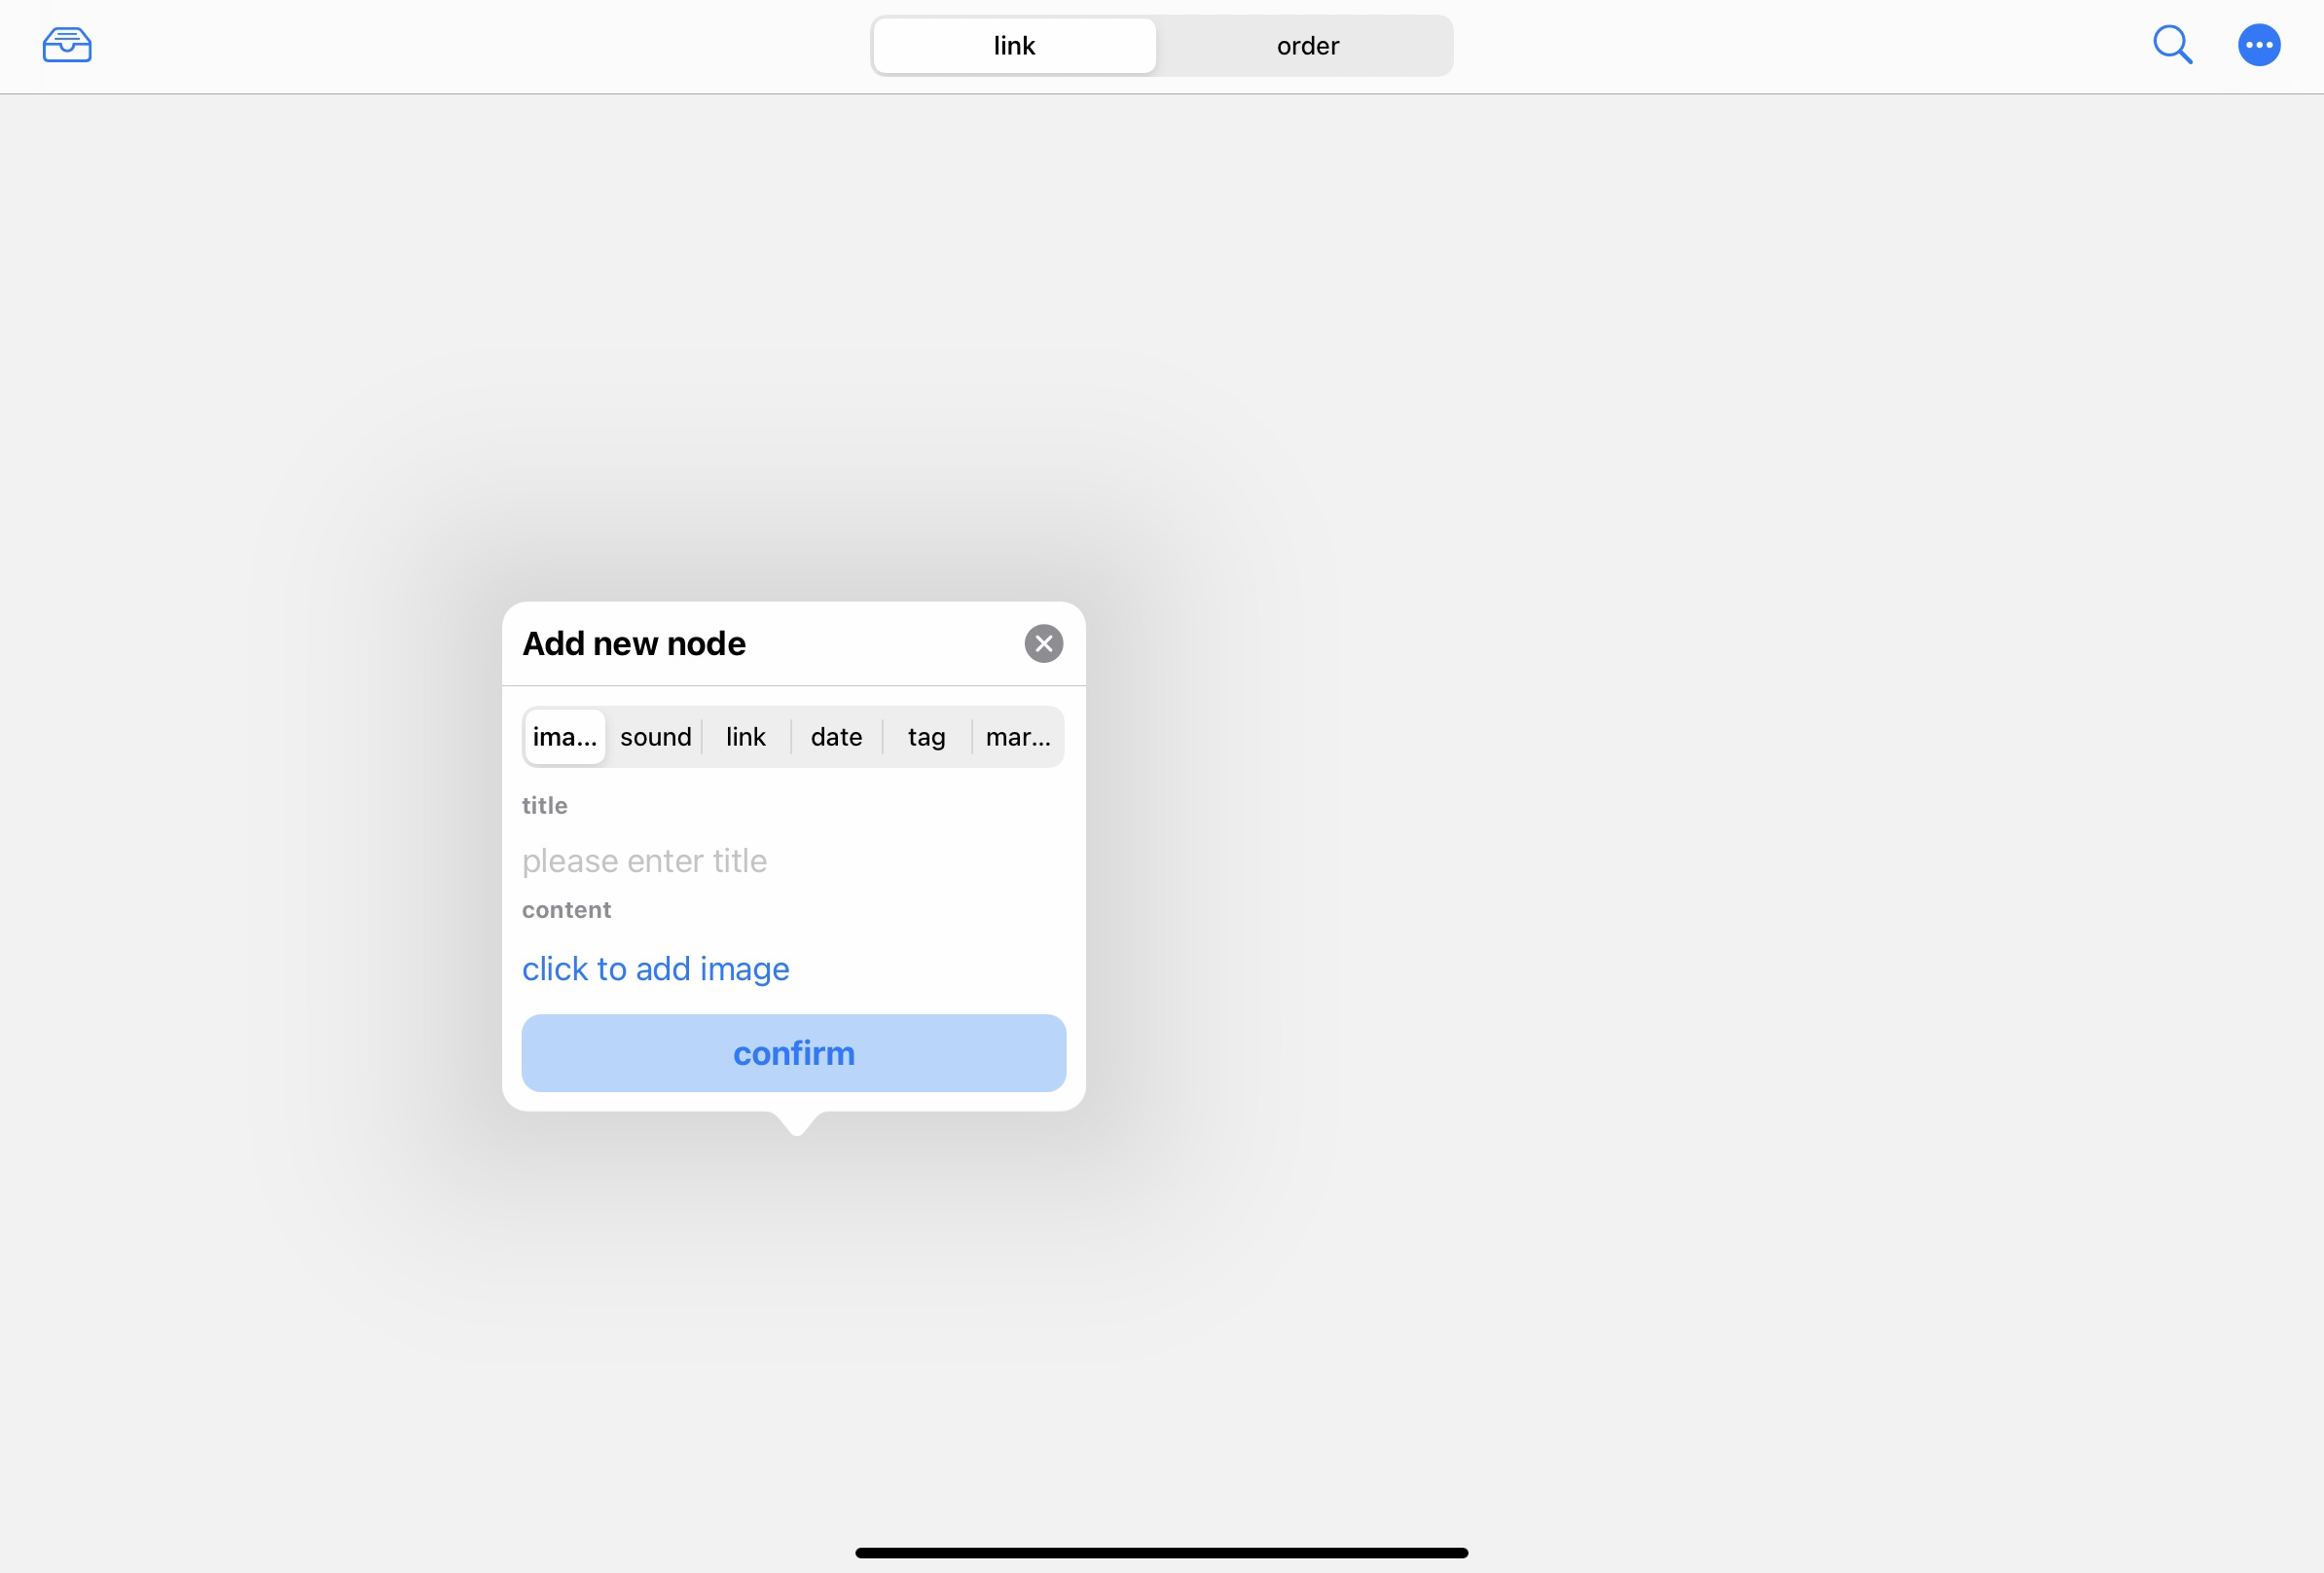 link order
Add new node
ima... sound link date tag mar...
title
please enter title
content
click to add image
confirm